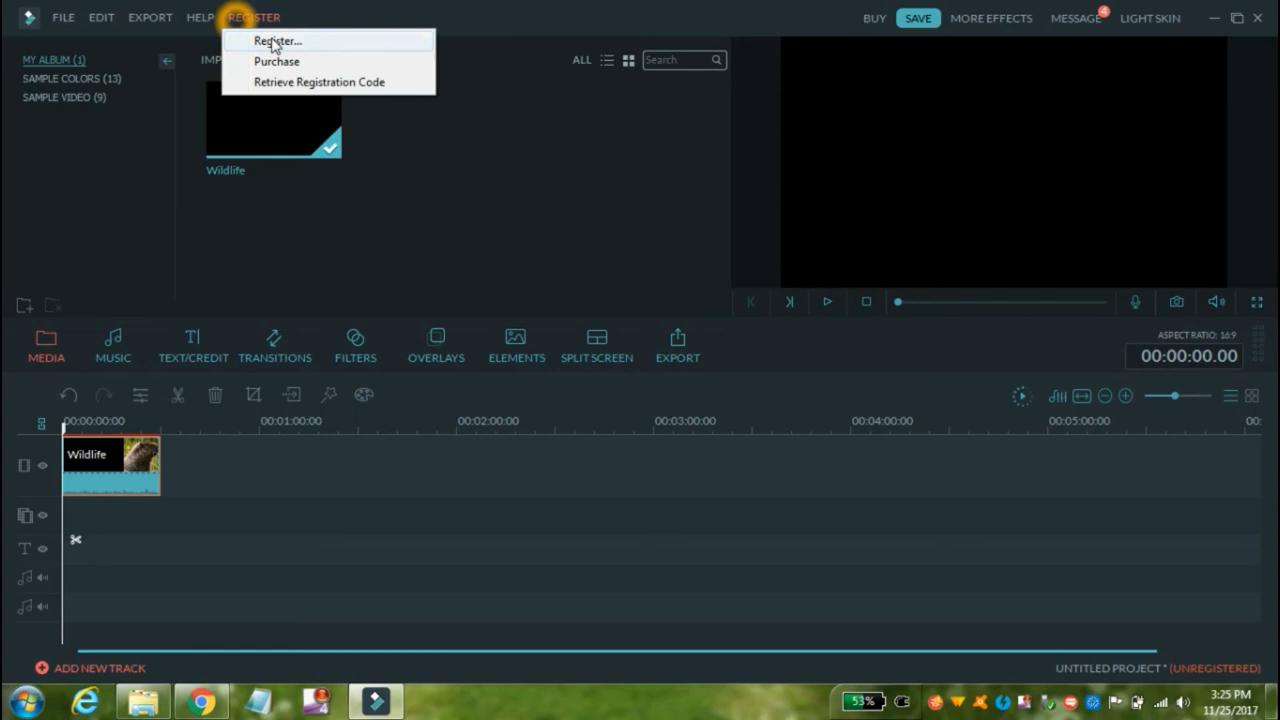 FILE EDIT EXPORT HELP REGISTER BUY SAVE MORE EFFECTS MESSAGE 4 LIGHT SKIN
Register...
Purchase
Retrieve Registration Code
MY ALBUM (1)
SAMPLE COLORS (13)
SAMPLE VIDEO (9)
ALL Search
Wildlife
MEDIA MUSIC TEXT/CREDIT TRANSITIONS FILTERS OVERLAYS ELEMENTS SPLIT SCREEN EXPORT
ASPECT RATIO: 16:9
00:00:00.00
00:00:00:00 00:01:00:00 00:02:00:00 00:03:00:00 00:04:00:00 00:05:00:00 00:
Wildlife
T
ADD NEW TRACK
UNTITLED PROJECT * (UNREGISTERED)
53%
3:25 PM
11/25/2017